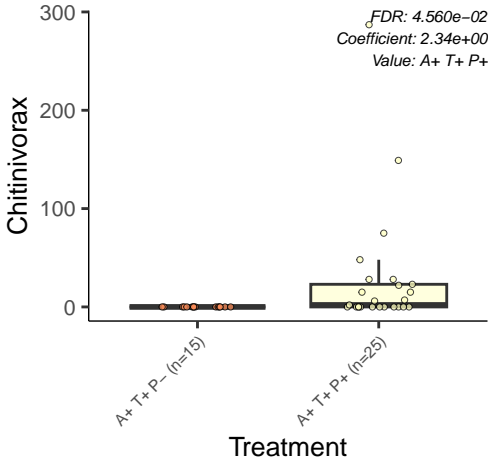 FDR: 4.560e−02
Coefficient: 2.34e+00
Value: A+ T+ P+
300
200
100
0
Chitinivorax
A+ T+ P− (n=15)
A+ T+ P+ (n=25)
Treatment